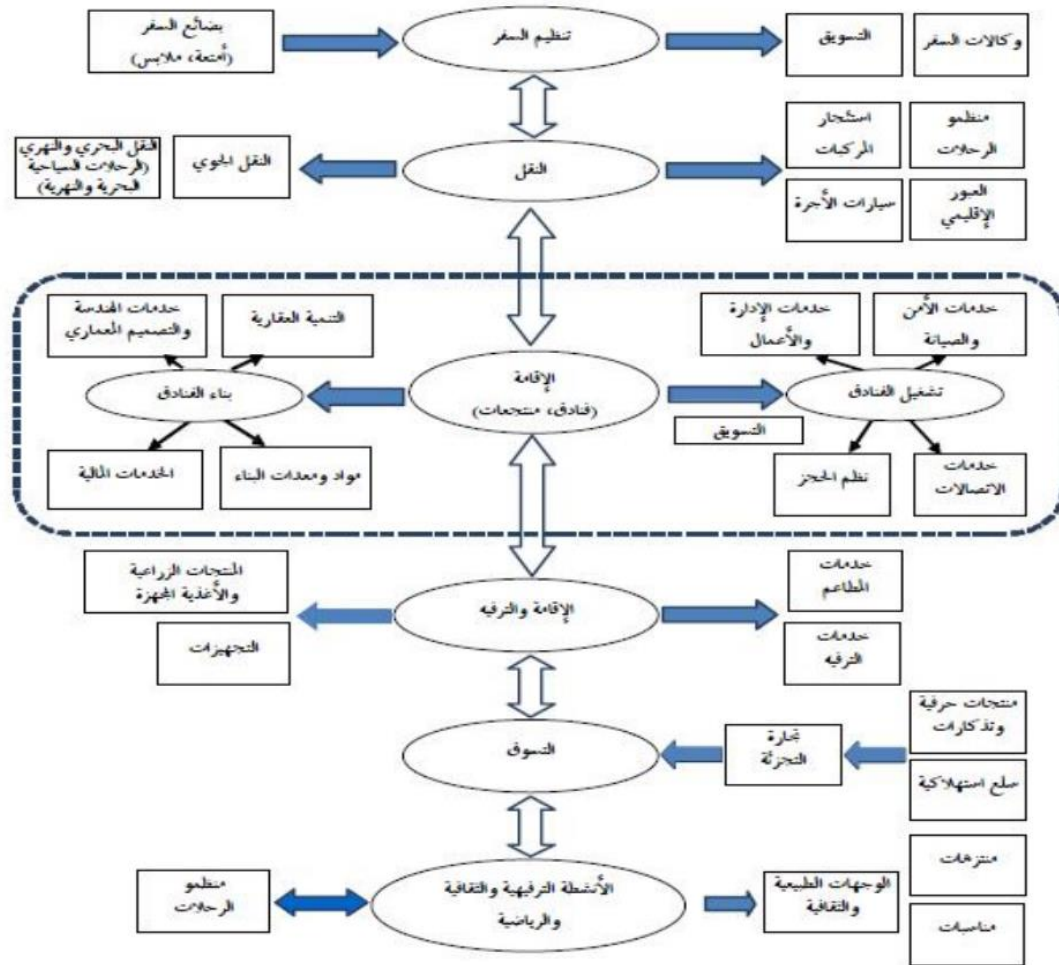 وكالات السفر
التسويق
تنظيم السفر
بضائع السفر
(أمتعة، ملابس)
منظمو
الرحلات
استئجار
المركبات
النقل
النقل الجوي
النقل البحري والنهري
(الرحلات السياحية
البحرية والنهرية)
العبور
الإقليمي
سيارات الأجرة
خدمات الأمن
والصيانة
خدمات الإدارة
والأعمال
التنمية العقارية
خدمات الهندسة
والتصميم المعماري
تشغيل الفنادق
الإقامة
(فنادق، منتجعات)
بناء الفنادق
التسويق
خدمات
الاتصالات
نظم الحجز
مواد ومعدات البناء
الخدمات المالية
خدمات
المطاعم
الإقامة والترفيه
المنتجات الزراعية
والأغذية المجهزة
خدمات
الترفيه
التجهيزات
منتجات حرفية
وتذكارات
تجارة
التجزئة
التسوق
سلع استهلاكية
منتزهات
الوجهات الطبيعية
والثقافية
الأنشطة الترفيهية والثقافية
والرياضية
منظمو
الرحلات
مناسبات